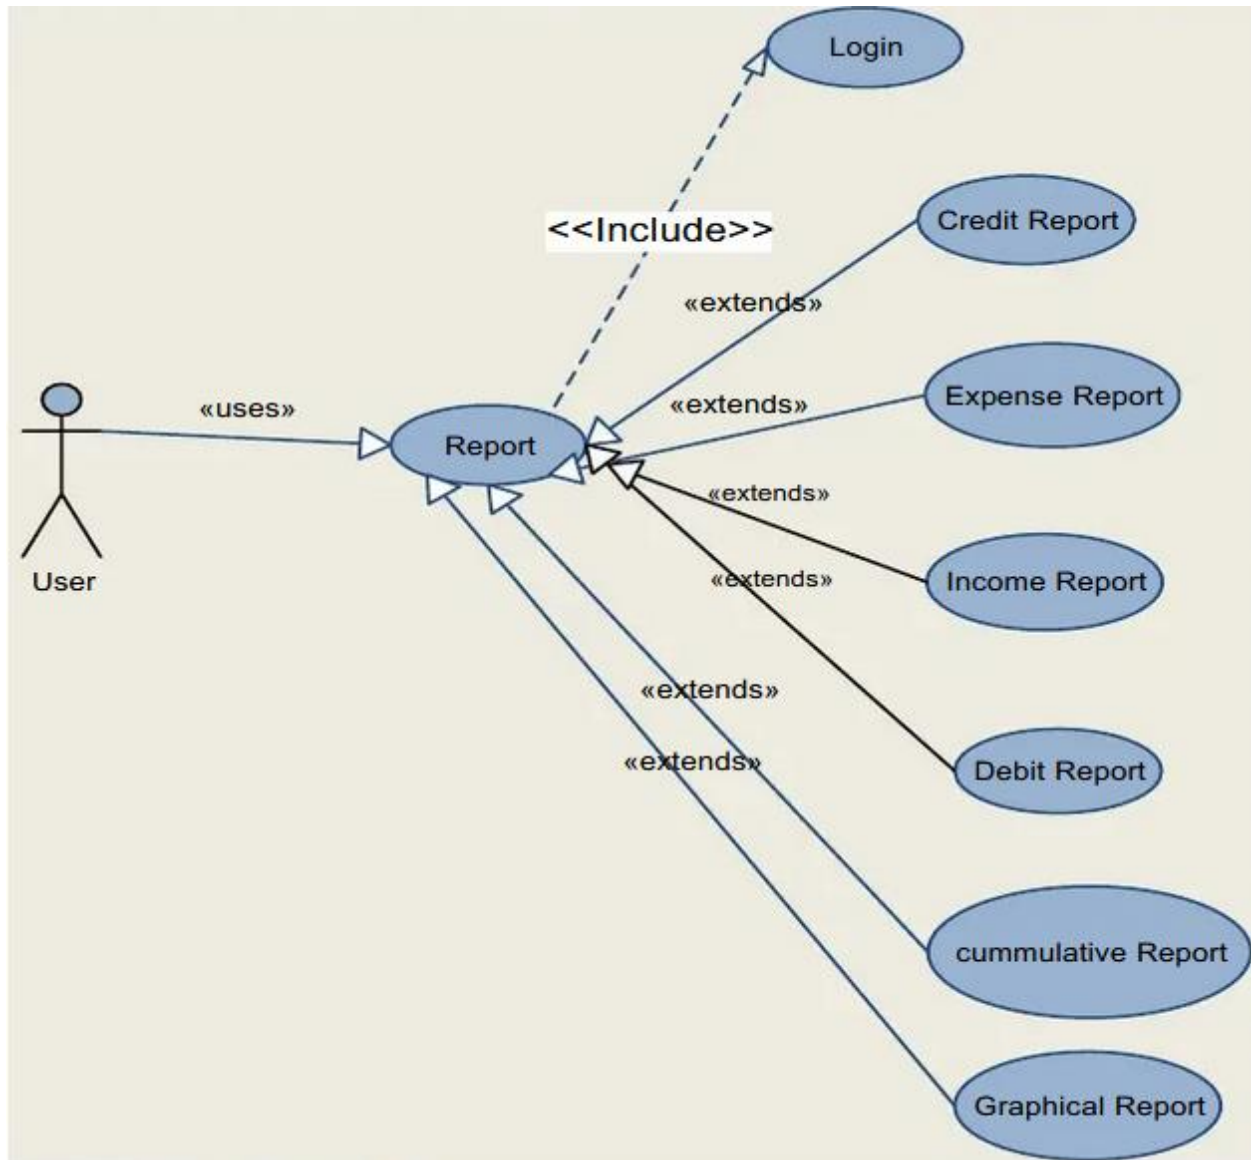 Login
<<Include>>
Credit Report
«extends»
Expense Report
«extends»
«uses»
Report
«extends»
Income Report
«extends»
User
«extends»
«extends»
Debit Report
cummulative Report
Graphical Report